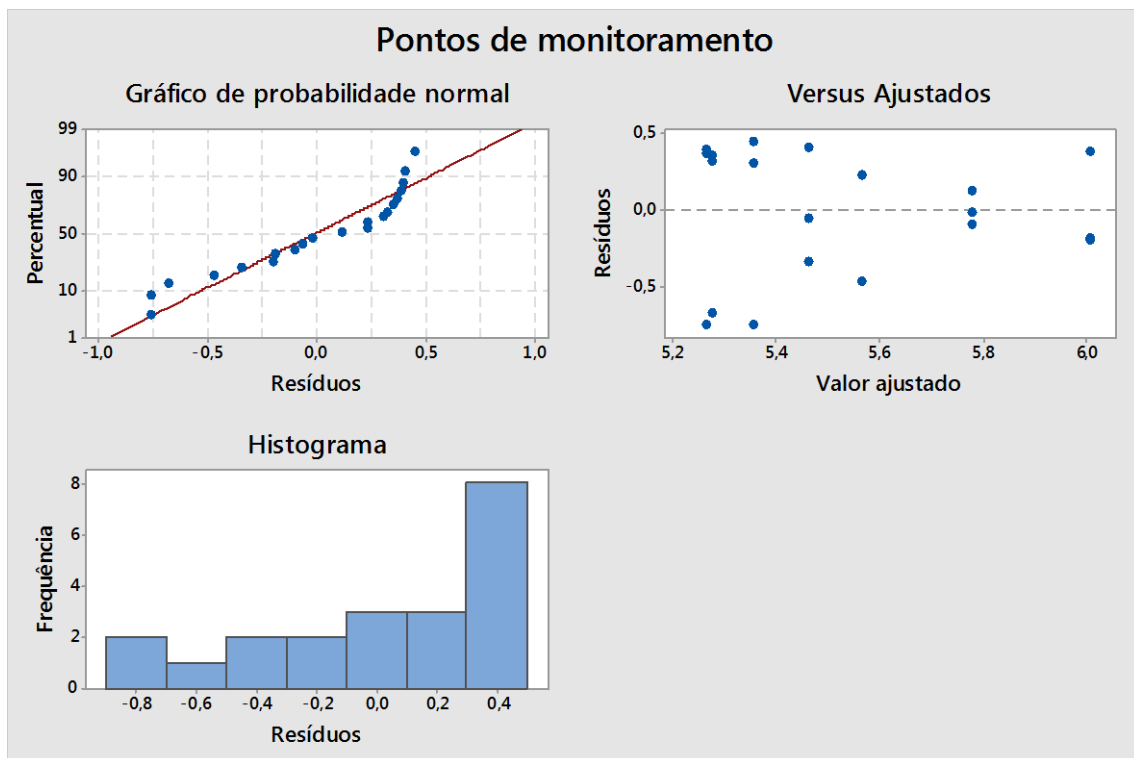 Pontos de monitoramento
Gráfico de probabilidade normal
Percentual
99
90
50
10
1
-1,0 -0,5 0,0 0,5 1,0
Resíduos
Versus Ajustados
Resíduos
0,5
0,0
-0,5
5,2 5,4 5,6 5,8 6,0
Valor ajustado
Histograma
Frequência
8
6
4
2
0
-0,8 -0,6 -0,4 -0,2 0,0 0,2 0,4
Resíduos